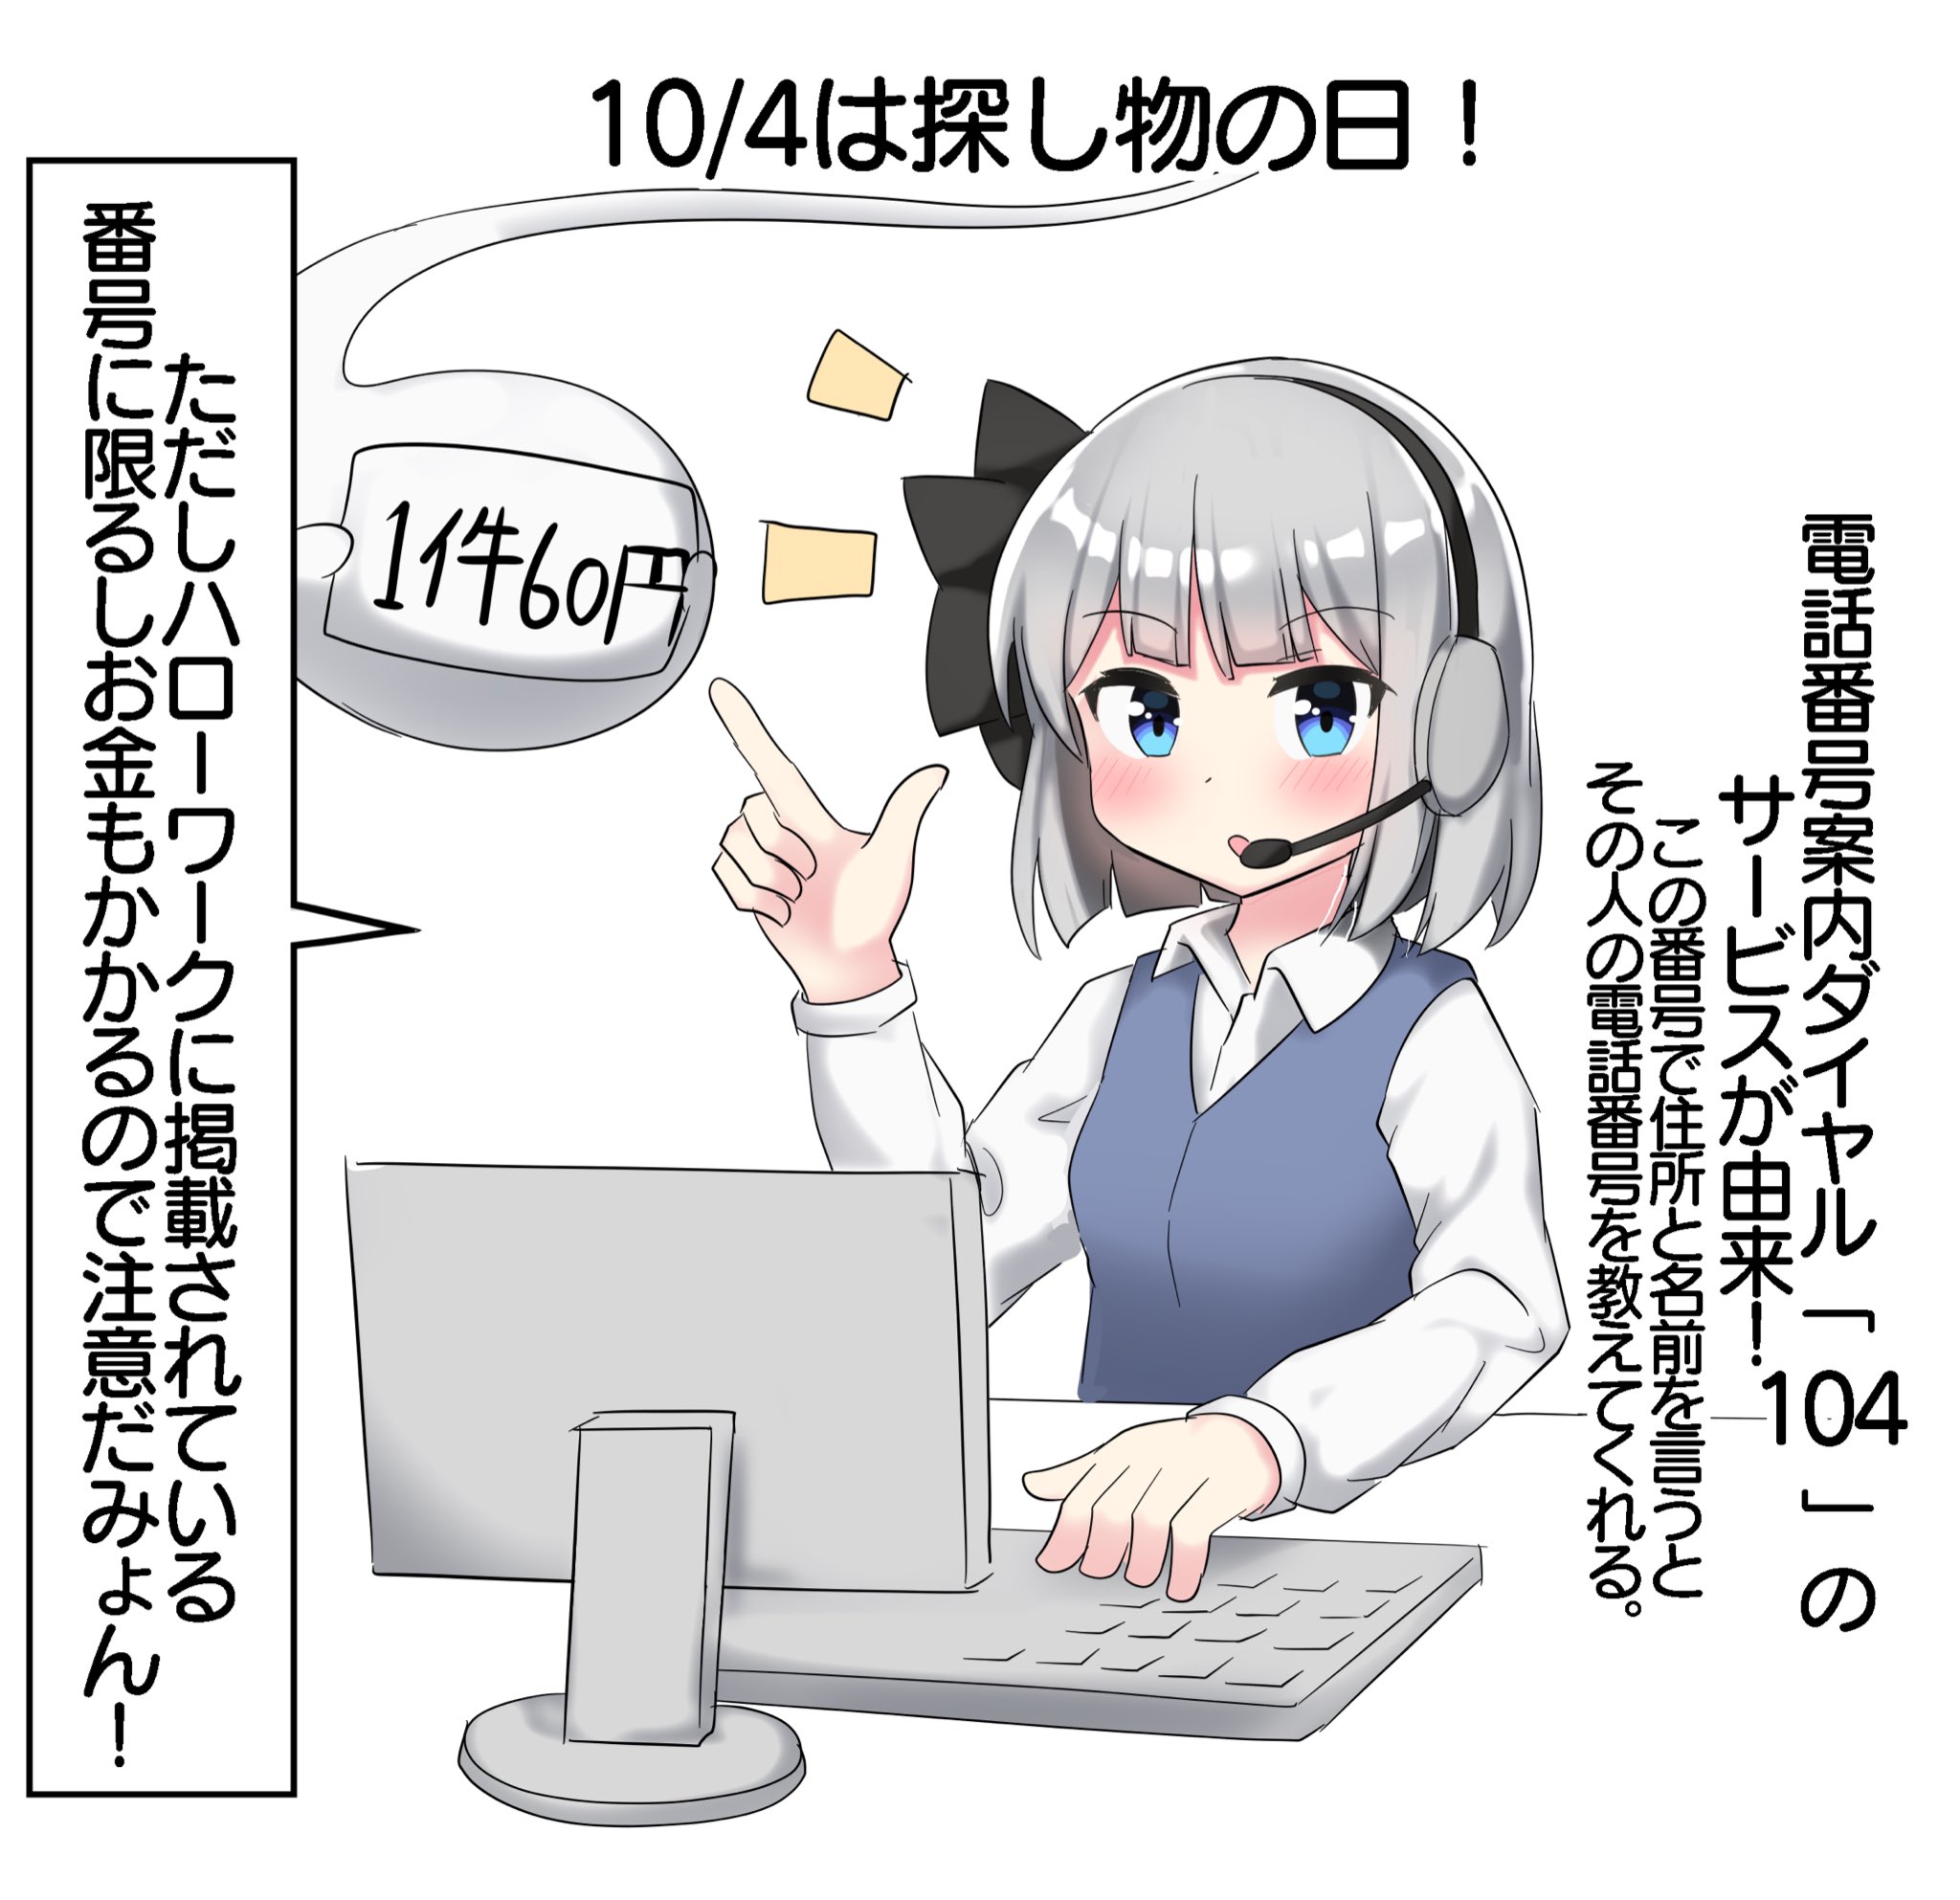 10/4は探し物の日!
電話番号案内ダイヤル「104」の
サービスが由来!
この番号で住所と名前を言うと
その人の電話番号を教えてくれる。
1件60円
ただしハローワークに掲載されている
番号に限るしお金もかかるので注意だみょん!